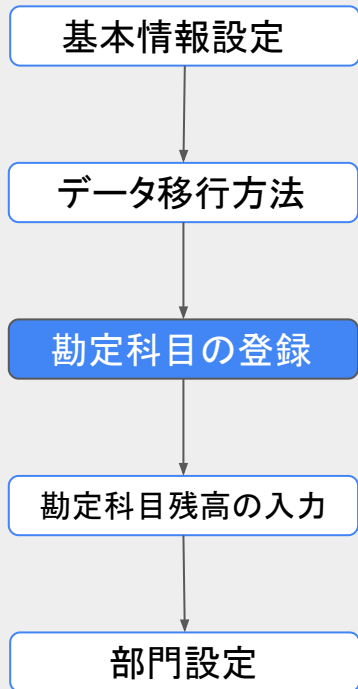 基本情報設定
データ移行方法
勘定科目の登録
勘定科目残高の入力
部門設定